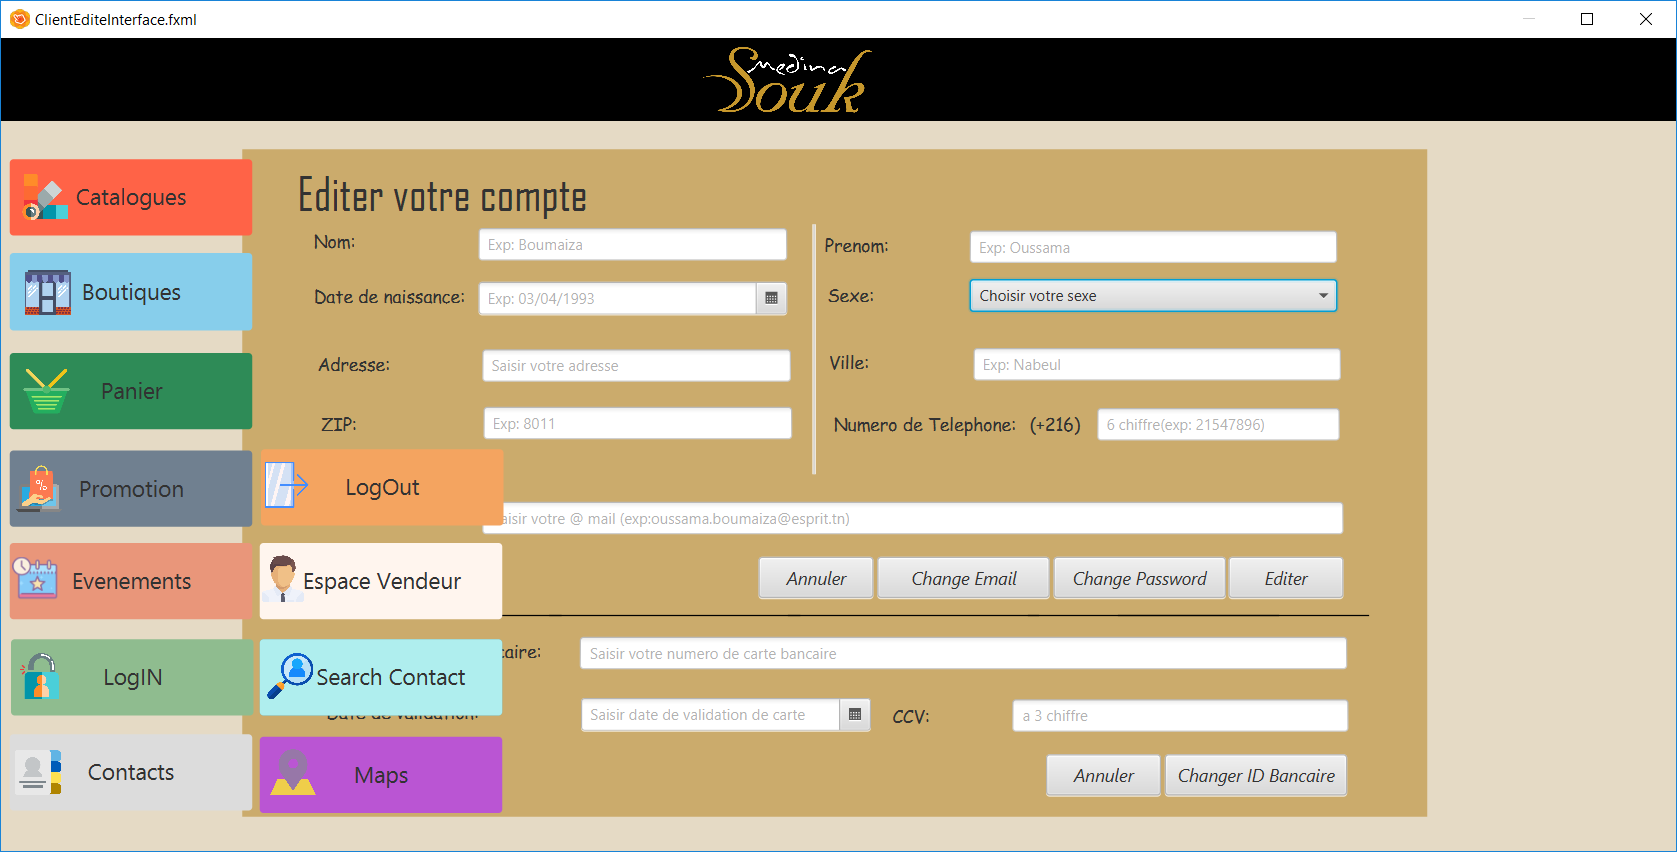 ClientEditeInterface.fxml
Medina
Souk
Catalogues
Boutiques
Panier
Promotion
Evenements
LogIN
Contacts
LogOut
Espace Vendeur
Search Contact
Maps
Editer votre compte
Nom: Exp: Boumaiza
Prenom: Exp: Oussama
Date de naissance: Exp: 03/04/1993
Sexe: Choisir votre sexe
Adresse: Saisir votre adresse
Ville: Exp: Nabeul
ZIP: Exp: 8011
Numero de Telephone: (+216) 6 chiffre(exp: 21547896)
aisir votre @ mail (exp:oussama.boumaiza@esprit.tn)
Annuler Change Email Change Password Editer
caire: Saisir votre numero de carte bancaire
Date de validation: Saisir date de validation de carte
CCV: a 3 chiffre
Annuler Changer ID Bancaire
%